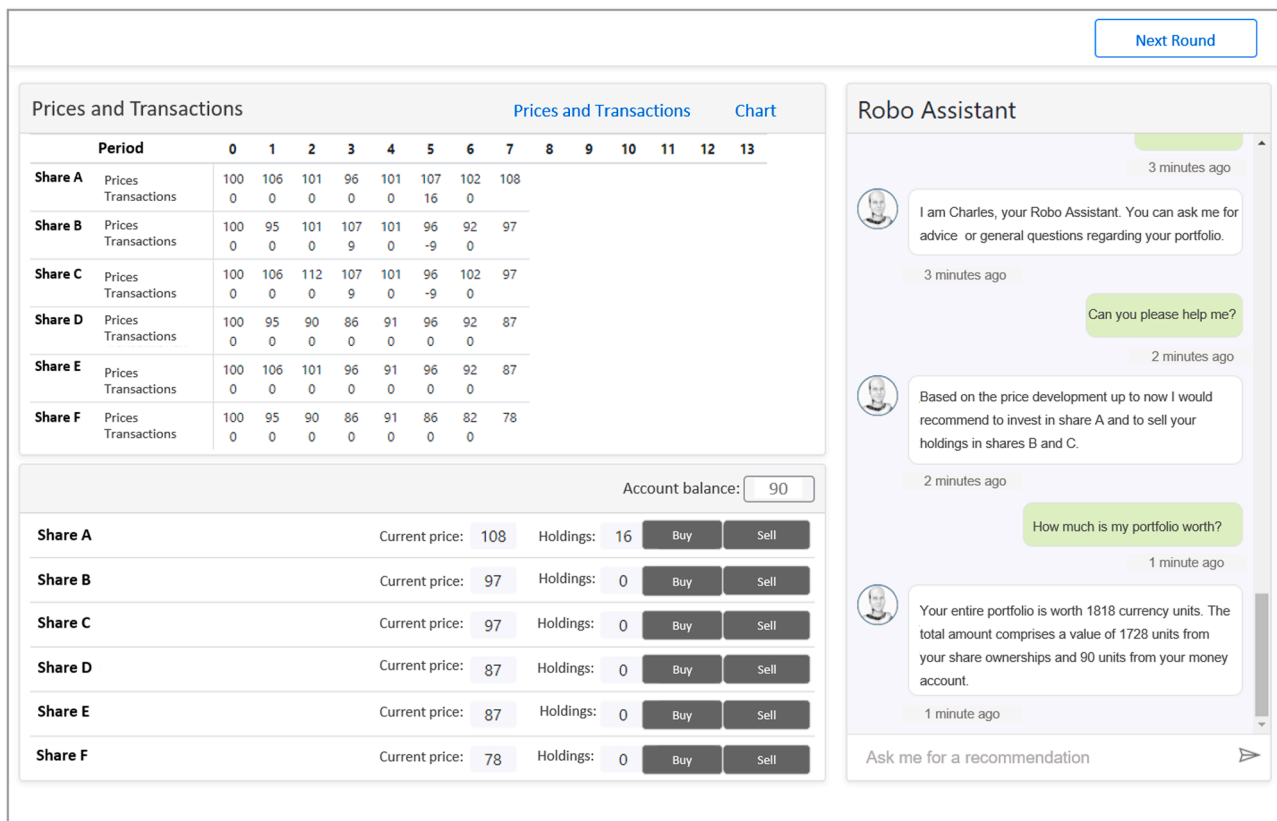 Next Round
Prices and Transactions
Prices and Transactions Chart
Period 0 1 2 3 4 5 6 7 8 9 10 11 12 13
Share A Prices 100 106 101 96 101 107 102 108
Transactions 0 0 0 0 0 16 0
Share B Prices 100 95 101 107 101 96 92 97
Transactions 0 0 0 9 0 -9 0
Share C Prices 100 106 112 107 101 96 102 97
Transactions 0 0 0 9 0 -9 0
Share D Prices 100 95 90 86 91 96 92 87
Transactions 0 0 0 0 0 0 0
Share E Prices 100 106 101 96 91 96 92 87
Transactions 0 0 0 0 0 0 0
Share F Prices 100 95 90 86 91 86 82 78
Transactions 0 0 0 0 0 0 0
Account balance: 90
Share A Current price: 108 Holdings: 16 Buy Sell
Share B Current price: 97 Holdings: 0 Buy Sell
Share C Current price: 97 Holdings: 0 Buy Sell
Share D Current price: 87 Holdings: 0 Buy Sell
Share E Current price: 87 Holdings: 0 Buy Sell
Share F Current price: 78 Holdings: 0 Buy Sell
Robo Assistant
3 minutes ago
I am Charles, your Robo Assistant. You can ask me for
advice or general questions regarding your portfolio.
3 minutes ago
Can you please help me?
2 minutes ago
Based on the price development up to now I would
recommend to invest in share A and to sell your
holdings in shares B and C.
2 minutes ago
How much is my portfolio worth?
1 minute ago
Your entire portfolio is worth 1818 currency units. The
total amount comprises a value of 1728 units from
your share ownerships and 90 units from your money
account.
1 minute ago
Ask me for a recommendation